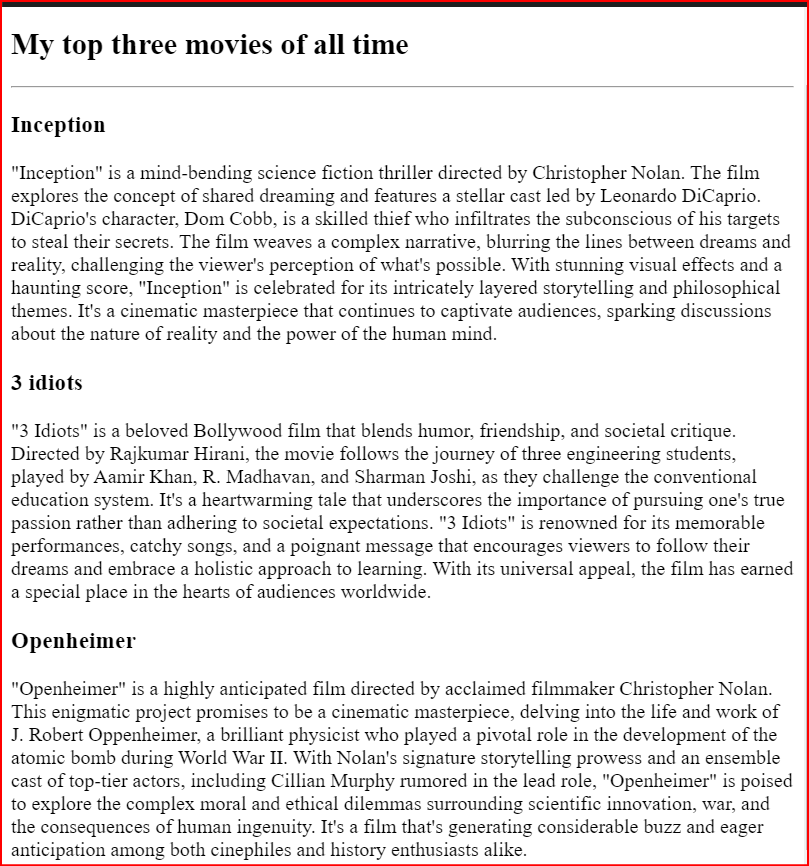 My top three movies of all time
Inception
"Inception" is a mind-bending science fiction thriller directed by Christopher Nolan. The film
explores the concept of shared dreaming and features a stellar cast led by Leonardo DiCaprio.
DiCaprio's character, Dom Cobb, is a skilled thief who infiltrates the subconscious of his targets
to steal their secrets. The film weaves a complex narrative, blurring the lines between dreams and
reality, challenging the viewer's perception of what's possible. With stunning visual effects and a
haunting score, "Inception" is celebrated for its intricately layered storytelling and philosophical
themes. It's a cinematic masterpiece that continues to captivate audiences, sparking discussions
about the nature of reality and the power of the human mind.
3 idiots
"3 Idiots" is a beloved Bollywood film that blends humor, friendship, and societal critique.
Directed by Rajkumar Hirani, the movie follows the journey of three engineering students,
played by Aamir Khan, R. Madhavan, and Sharman Joshi, as they challenge the conventional
education system. It's a heartwarming tale that underscores the importance of pursuing one's true
passion rather than adhering to societal expectations. "3 Idiots" is renowned for its memorable
performances, catchy songs, and a poignant message that encourages viewers to follow their
dreams and embrace a holistic approach to learning. With its universal appeal, the film has earned
a special place in the hearts of audiences worldwide.
Openheimer
"Openheimer" is a highly anticipated film directed by acclaimed filmmaker Christopher Nolan.
This enigmatic project promises to be a cinematic masterpiece, delving into the life and work of
J. Robert Oppenheimer, a brilliant physicist who played a pivotal role in the development of the
atomic bomb during World War II. With Nolan's signature storytelling prowess and an ensemble
cast of top-tier actors, including Cillian Murphy rumored in the lead role, "Openheimer" is poised
to explore the complex moral and ethical dilemmas surrounding scientific innovation, war, and
the consequences of human ingenuity. It's a film that's generating considerable buzz and eager
anticipation among both cinephiles and history enthusiasts alike.